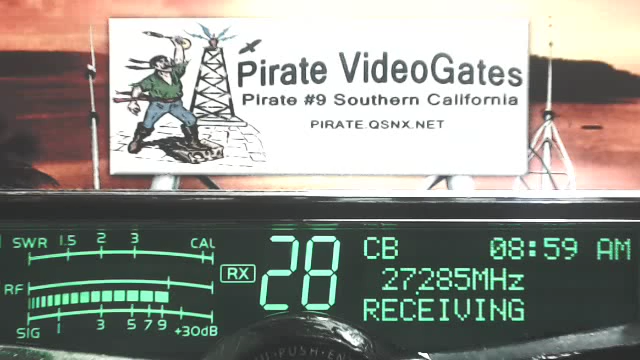 Pirate VideoGates
Pirate #9 Southern California
PIRATE.QSNX.NET
SWR 1.5 2 3 CAL
RF
SIG 1 3 5 7 9 +30dB
RX
28
CB 08:59 AM
27285MHz
RECEIVING
PUSH